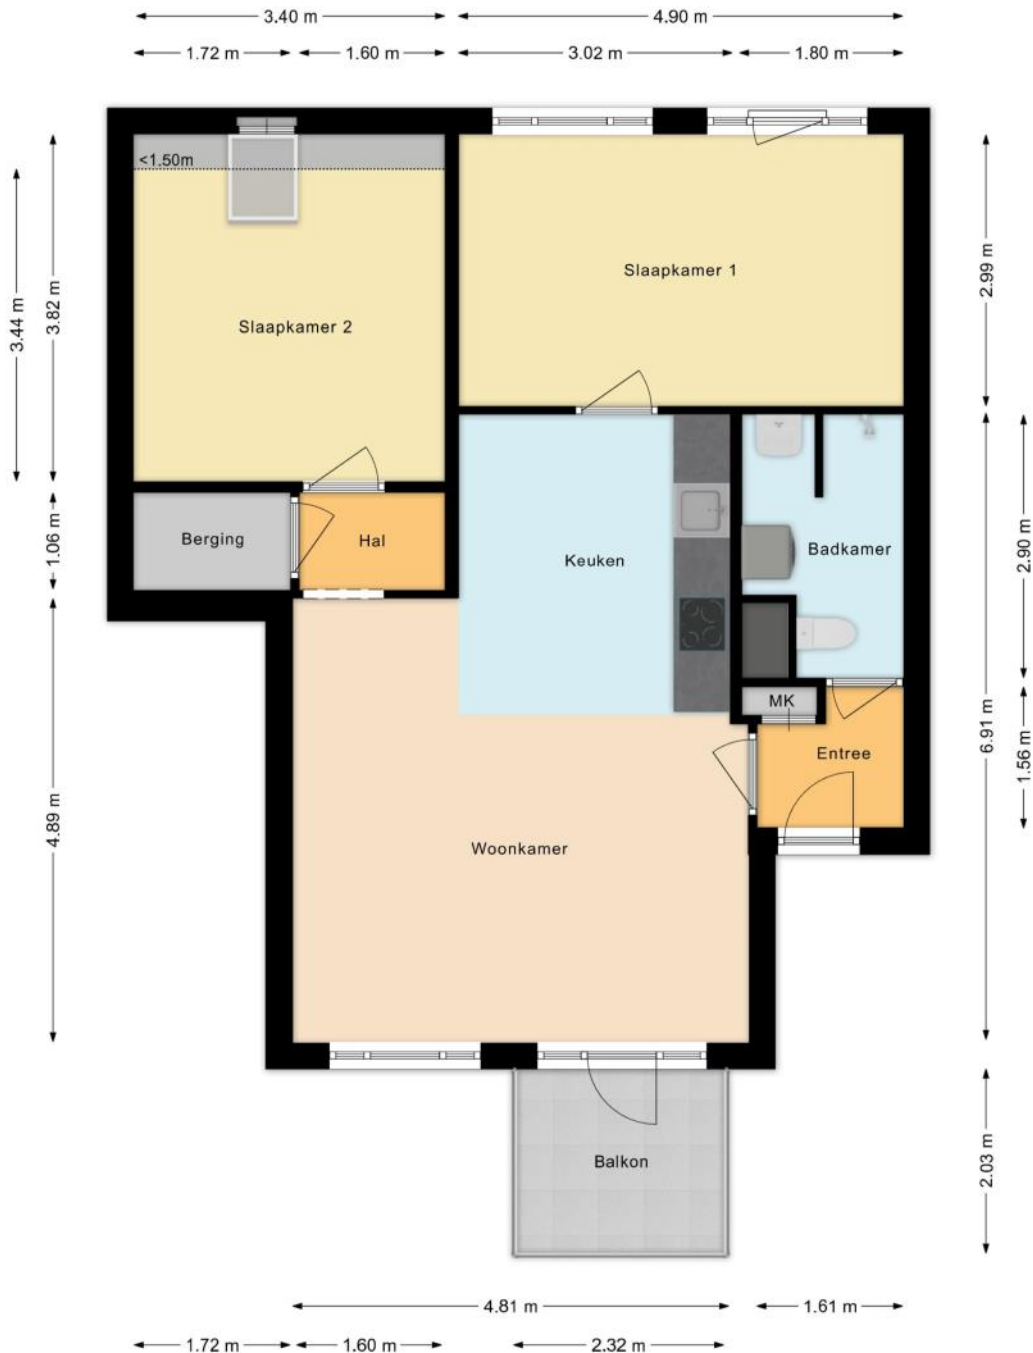 3.40 m
4.90 m
1.72 m
1.60 m
3.02 m
1.80 m
<1.50m
Slaapkamer 1
Slaapkamer 2
3.44 m
3.82 m
2.99 m
Berging
Hal
Keuken
Badkamer
1.06 m
2.90 m
MK
Entree
6.91 m
1.56 m
4.89 m
Woonkamer
Balkon
2.03 m
4.81 m
1.61 m
1.72 m
1.60 m
2.32 m